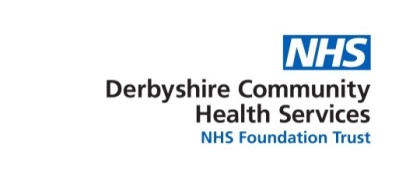 NHS
Derbyshire Community
Health Services
NHS Foundation Trust